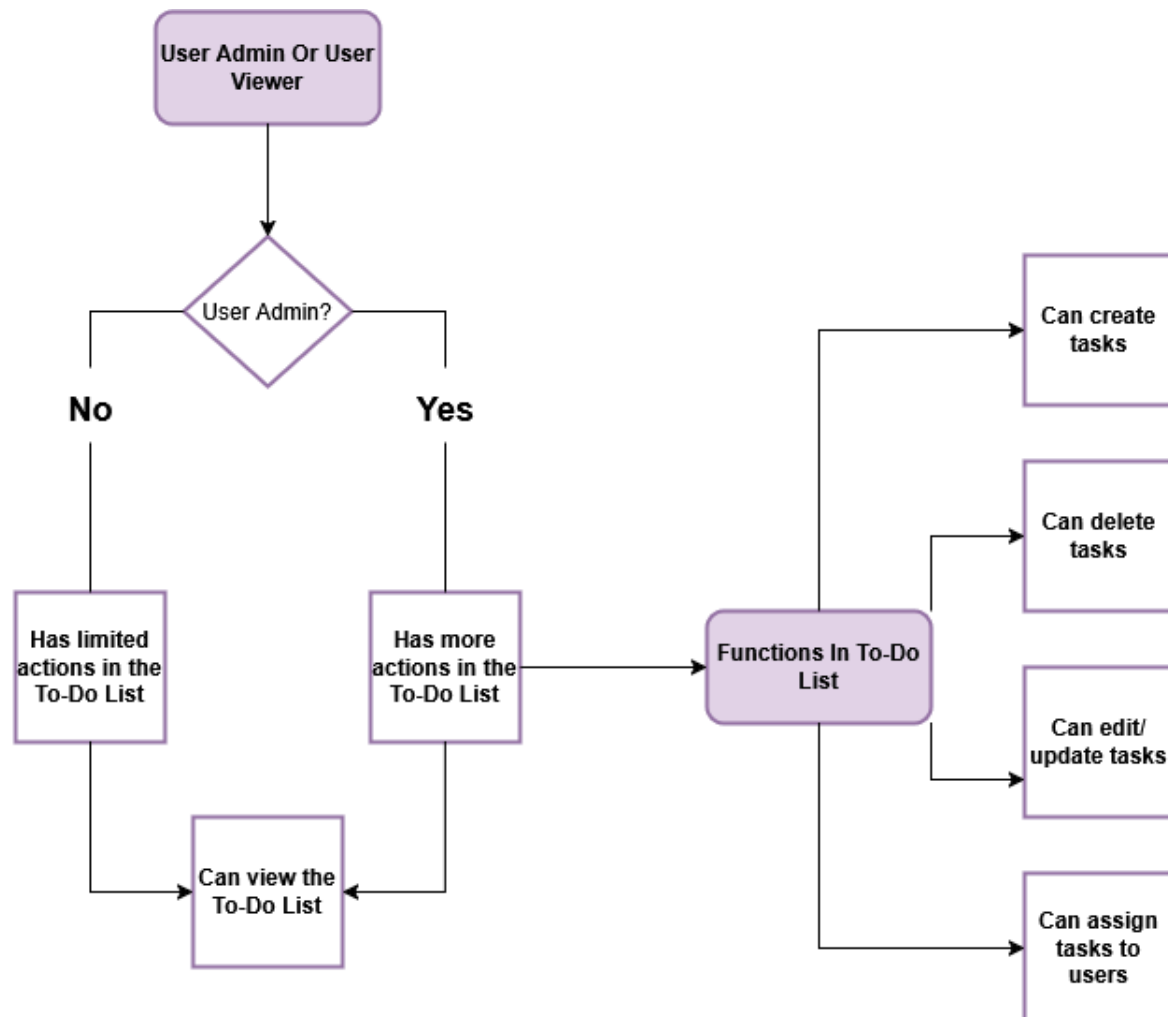 User Admin Or User
Viewer
User Admin?
No
Yes
Has limited
actions in the
To-Do List
Has more
actions in the
To-Do List
Can view the
To-Do List
Functions In To-Do
List
Can create
tasks
Can delete
tasks
Can edit/
update tasks
Can assign
tasks to
users